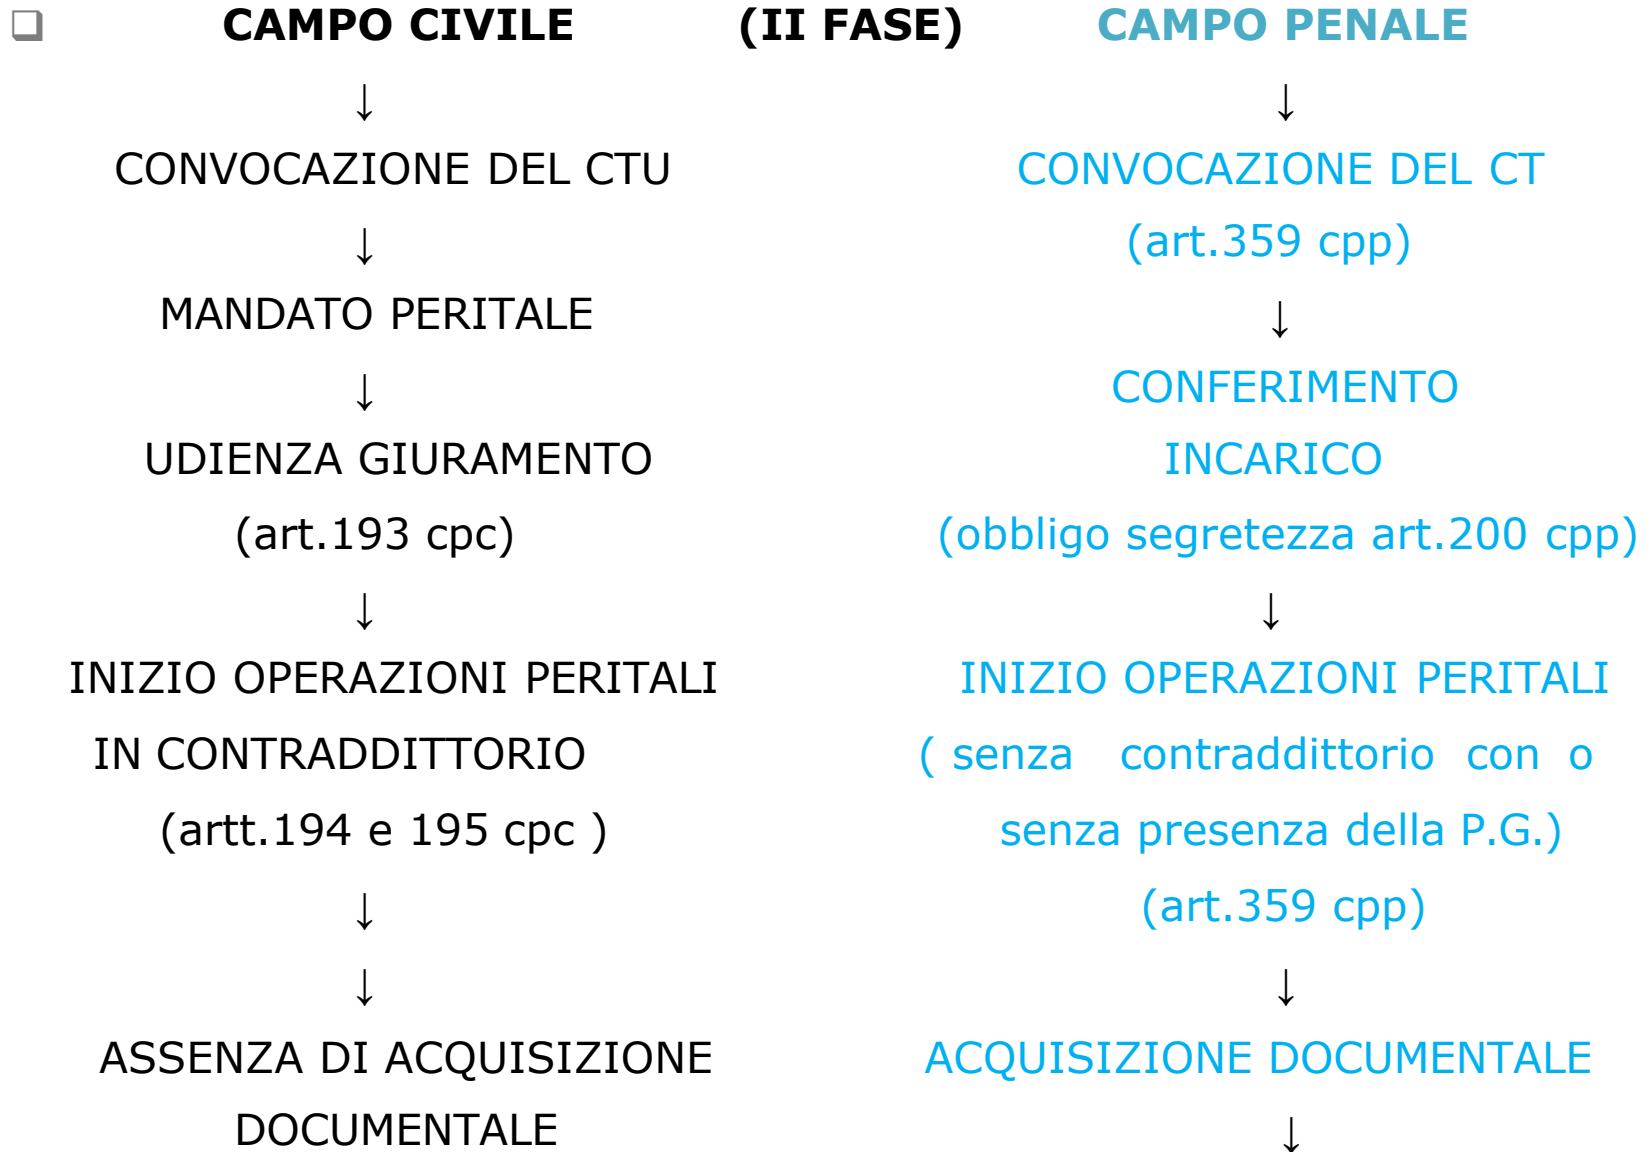 ❑ CAMPO CIVILE (II FASE) CAMPO PENALE
↓ ↓
CONVOCAZIONE DEL CTU CONVOCAZIONE DEL CT
↓ (art.359 cpp)
MANDATO PERITALE ↓
↓ CONFERIMENTO
UDIENZA GIURAMENTO INCARICO
(art.193 cpc) (obbligo segretezza art.200 cpp)
↓ ↓
INIZIO OPERAZIONI PERITALI INIZIO OPERAZIONI PERITALI
IN CONTRADDITTORIO ( senza contraddittorio con o
(artt.194 e 195 cpc ) senza presenza della P.G.)
↓ (art.359 cpp)
↓ ↓
ASSENZA DI ACQUISIZIONE ACQUISIZIONE DOCUMENTALE
DOCUMENTALE ↓